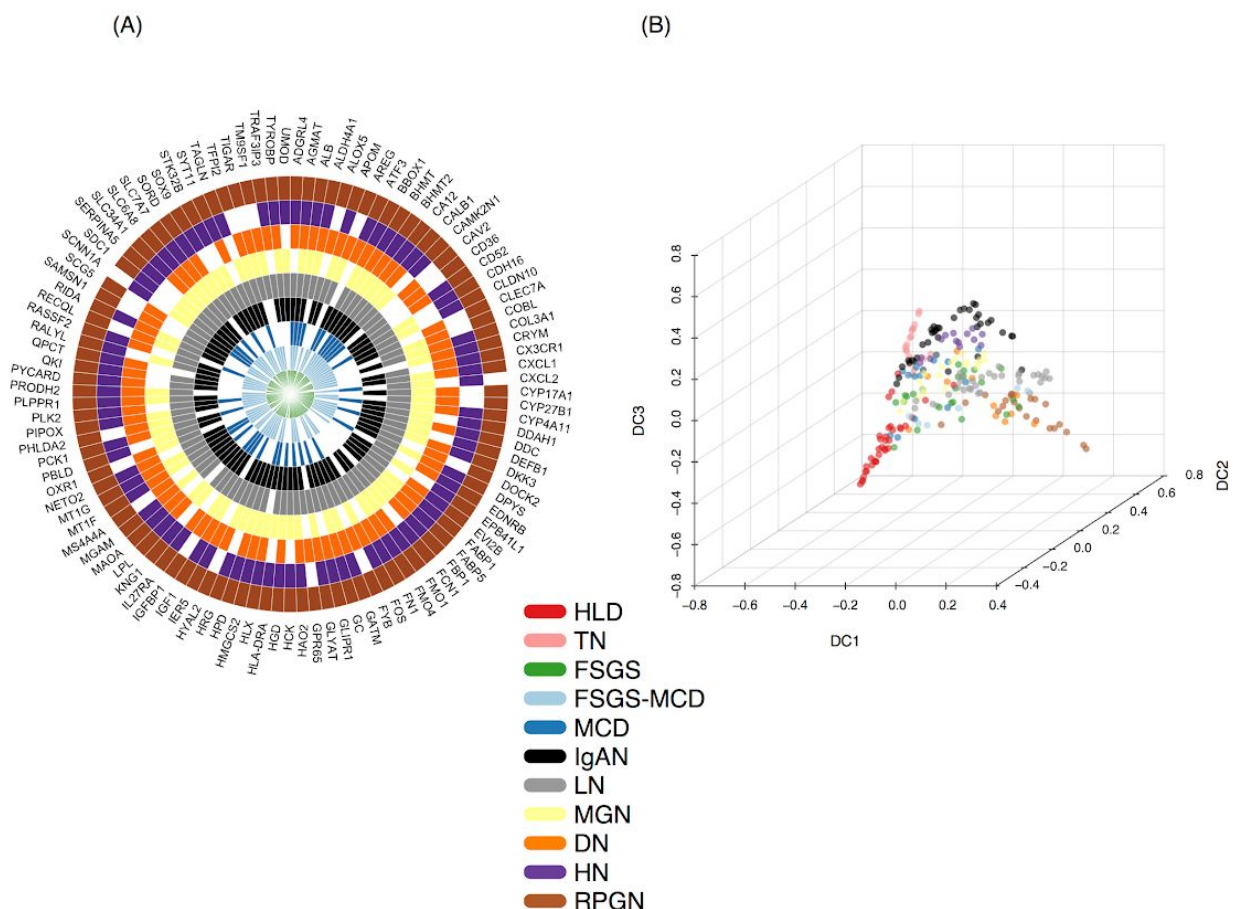 (A)
(B)
ADGRL4
AGMAT
ALB
ALDH4A1
ALOX5
APOM
AREG
ATF3
BBOX1
BHMT
BHMT2
CA12
CALB1
CAMK2N1
CAV2
CD36
CD52
CDH16
CLDN10
CLEC7A
COBL
COL3A1
CRYM
CX3CR1
CXCL1
CXCL2
CYP17A1
CYP27B1
CYP4A11
DDAH1
DDC
DEFB1
DKK3
DOCK2
DPYS
EDNRB
EPB41L1
EVI2B
FABP1
FABP5
FBP1
FCN1
FMO1
FMO4
FN1
FOS
FYB
GATM
GC
GLIPR1
GLYAT
GPR65
HAO2
HCK
HGD
HLA-DRA
HLX
HMGCS2
HPD
HRG
HYAL2
IER5
IGF1
IGFBP1
IL27RA
KNG1
LPL
MAOA
MGAM
MS4A4A
MT1F
MT1G
NETO2
OXR1
PBLD
PCK1
PHLDA2
PIPOX
PLK2
PLPPR1
PRODH2
PYCARD
QKI
QPCT
RALYL
RASSF2
RECQL
RIDA
SAMSN1
SCG5
SCNN1A
SDC1
SERPINA5
SLC34A1
SLC6A8
SLC7A7
SORD
SOX9
STK32B
SYT11
TAGLN
TFPI2
TIGAR
TM9SF1
TRAF3IP3
TYROBP
UMOD
HLD
TN
FSGS
FSGS-MCD
MCD
IgAN
LN
MGN
DN
HN
RPGN
DC3
0.8
0.6
0.4
0.2
0.0
−0.2
−0.4
−0.6
−0.8
−0.8
−0.6
−0.4
−0.2
0.0
0.2
0.4
DC1
−0.4
−0.2
0.0
0.2
0.4
0.6
0.8
DC2